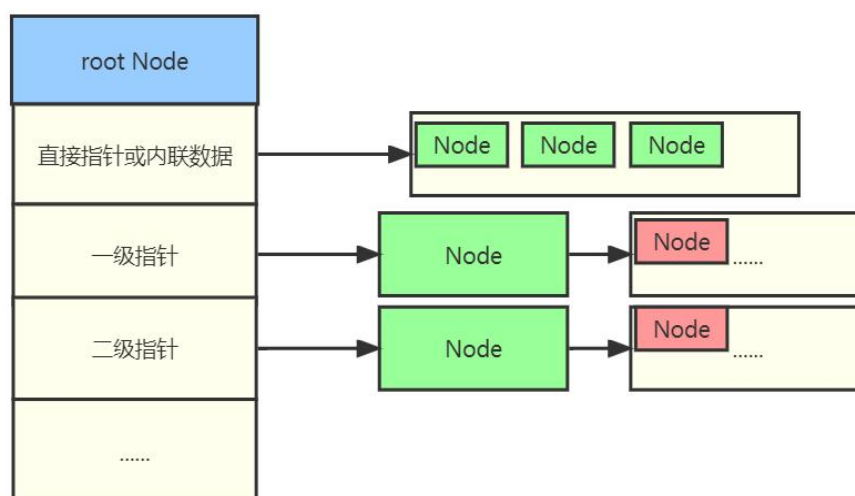 root Node
直接指针或内联数据
Node Node Node
一级指针
Node
Node
......
二级指针
Node
Node
......
......